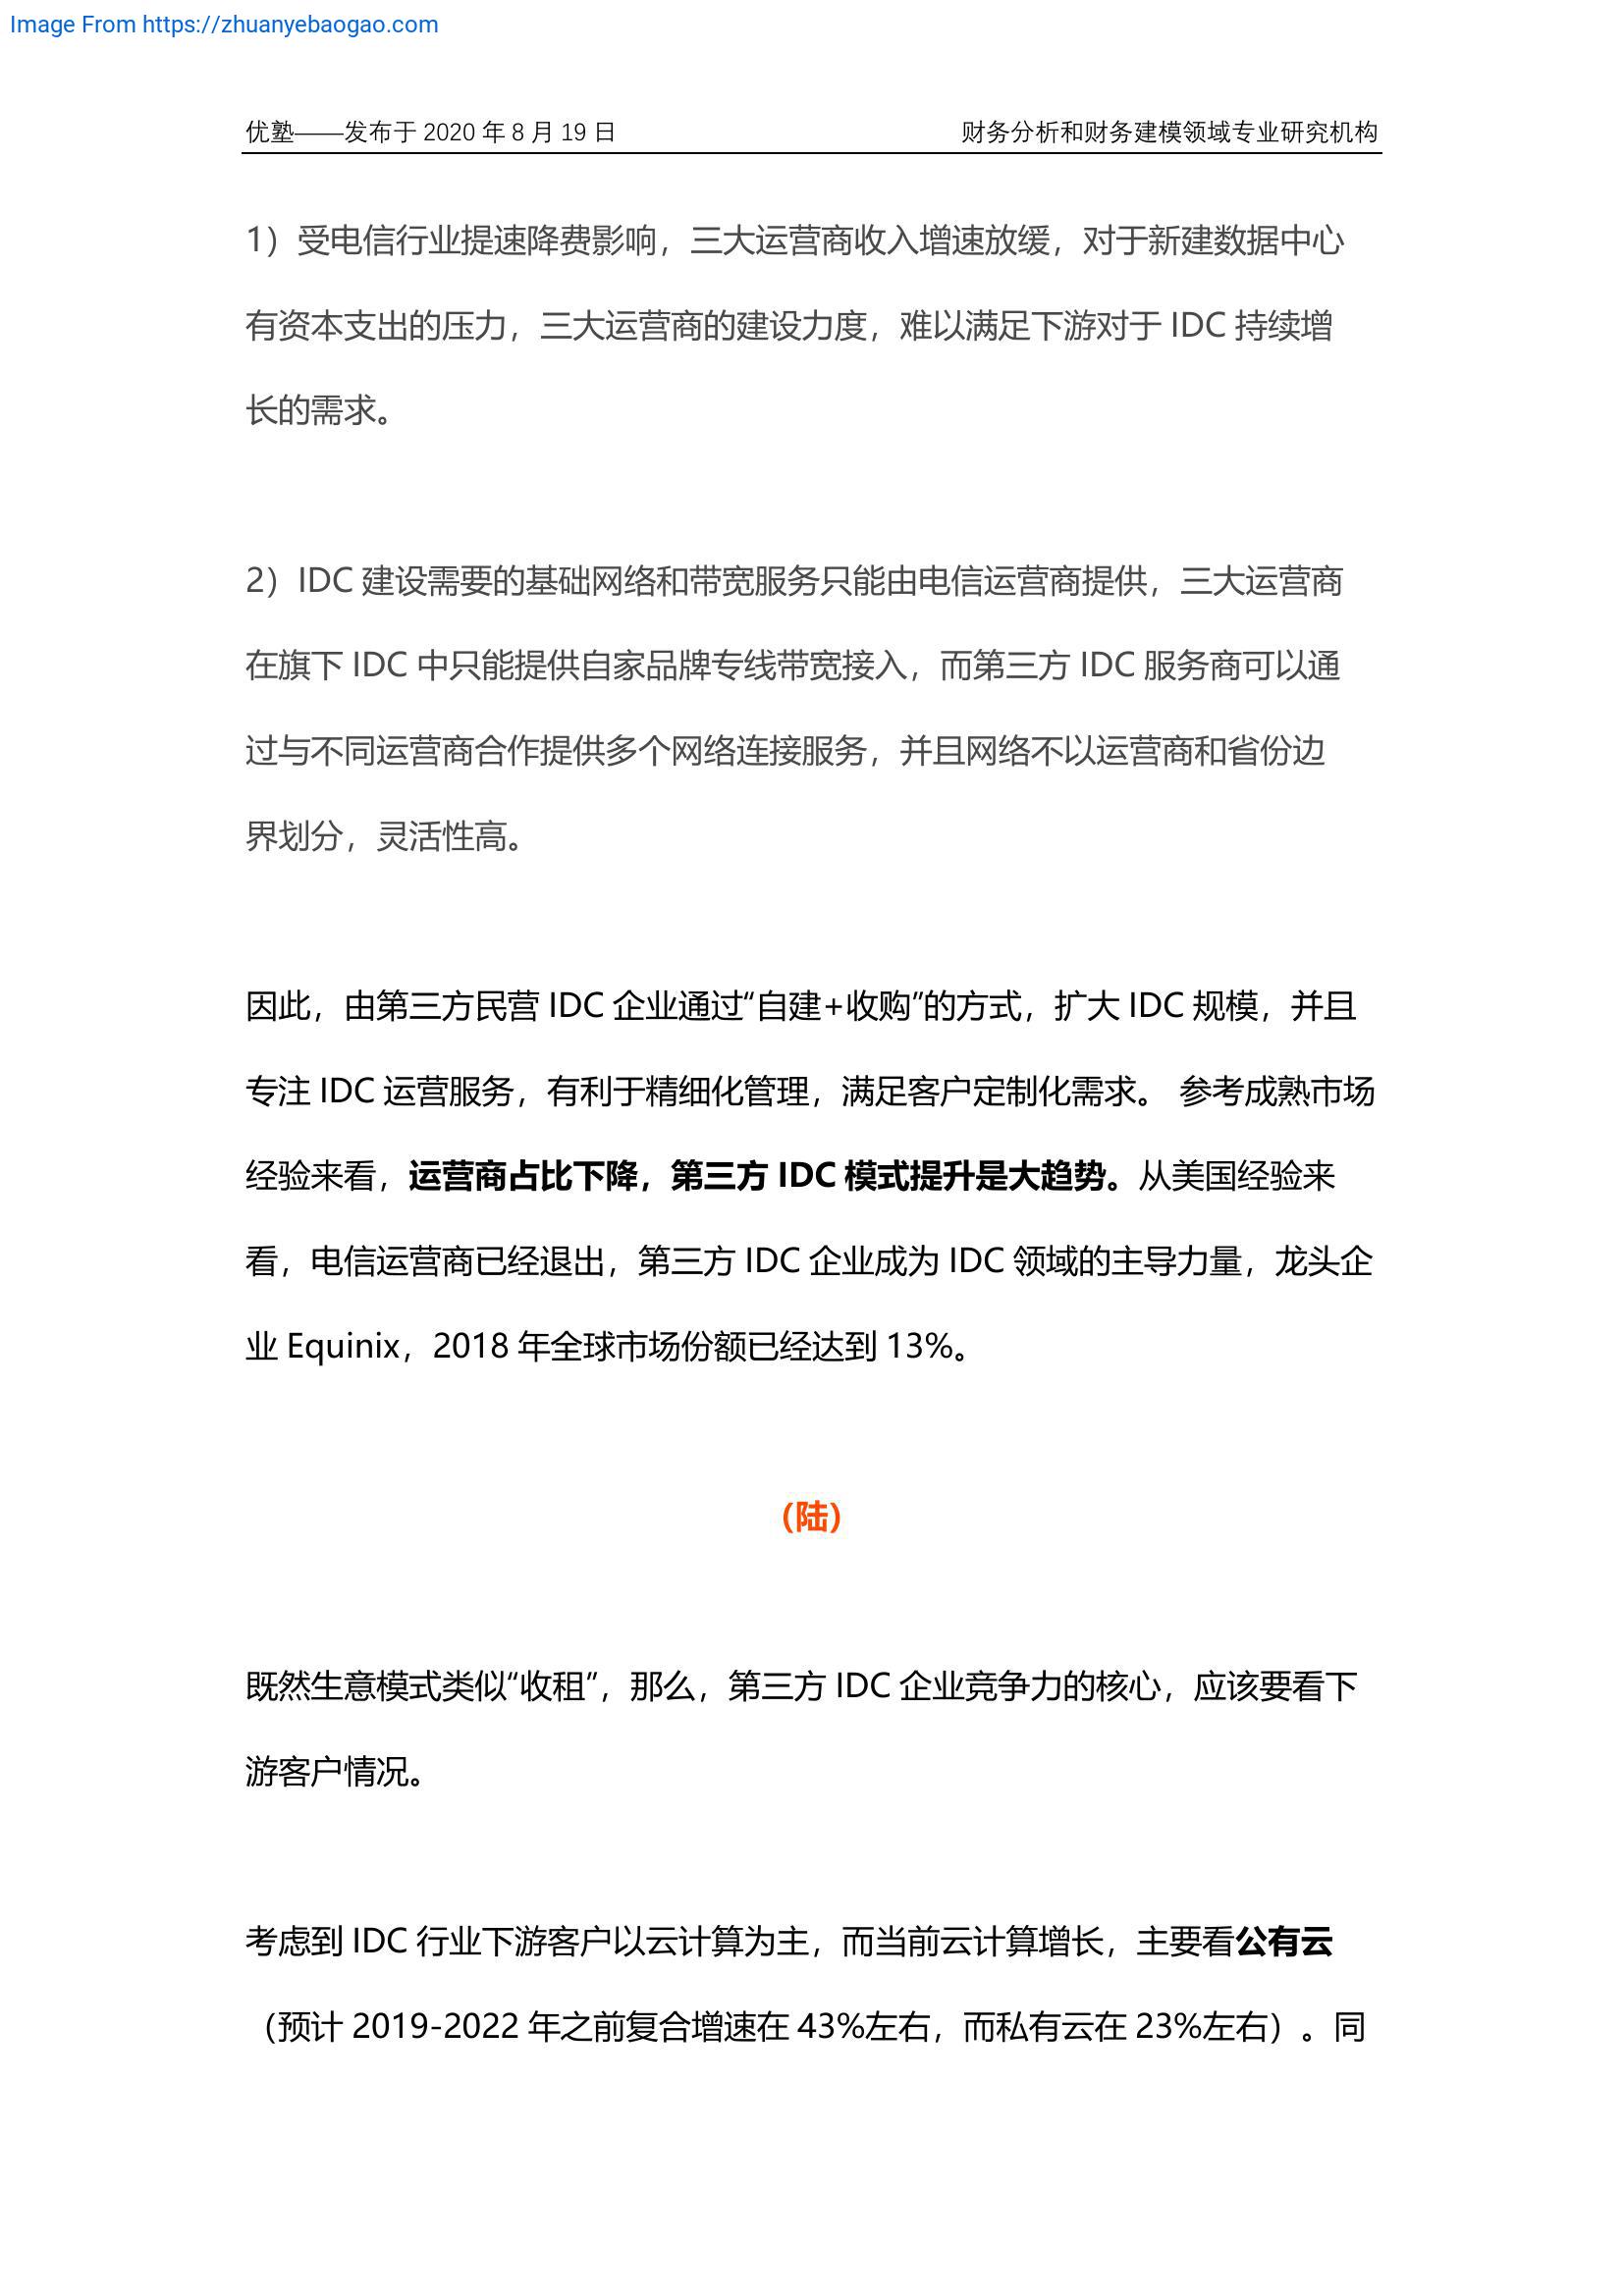 Image From https://zhuanyebaogao.com
优塾——发布于 2020 年 8 月 19 日 财务分析和财务建模领域专业研究机构
1）受电信行业提速降费影响，三大运营商收入增速放缓，对于新建数据中心
有资本支出的压力，三大运营商的建设力度，难以满足下游对于 IDC 持续增
长的需求。
2）IDC 建设需要的基础网络和带宽服务只能由电信运营商提供，三大运营商
在旗下 IDC 中只能提供自家品牌专线带宽接入，而第三方 IDC 服务商可以通
过与不同运营商合作提供多个网络连接服务，并且网络不以运营商和省份边
界划分，灵活性高。
因此，由第三方民营 IDC 企业通过“自建+收购”的方式，扩大 IDC 规模，并且
专注 IDC 运营服务，有利于精细化管理，满足客户定制化需求。 参考成熟市场
经验来看，运营商占比下降，第三方 IDC 模式提升是大趋势。从美国经验来
看，电信运营商已经退出，第三方 IDC 企业成为 IDC 领域的主导力量，龙头企
业 Equinix，2018 年全球市场份额已经达到 13%。
（陆）
既然生意模式类似“收租”，那么，第三方 IDC 企业竞争力的核心，应该要看下
游客户情况。
考虑到 IDC 行业下游客户以云计算为主，而当前云计算增长，主要看公有云
（预计 2019-2022 年之前复合增速在 43%左右，而私有云在 23%左右）。同